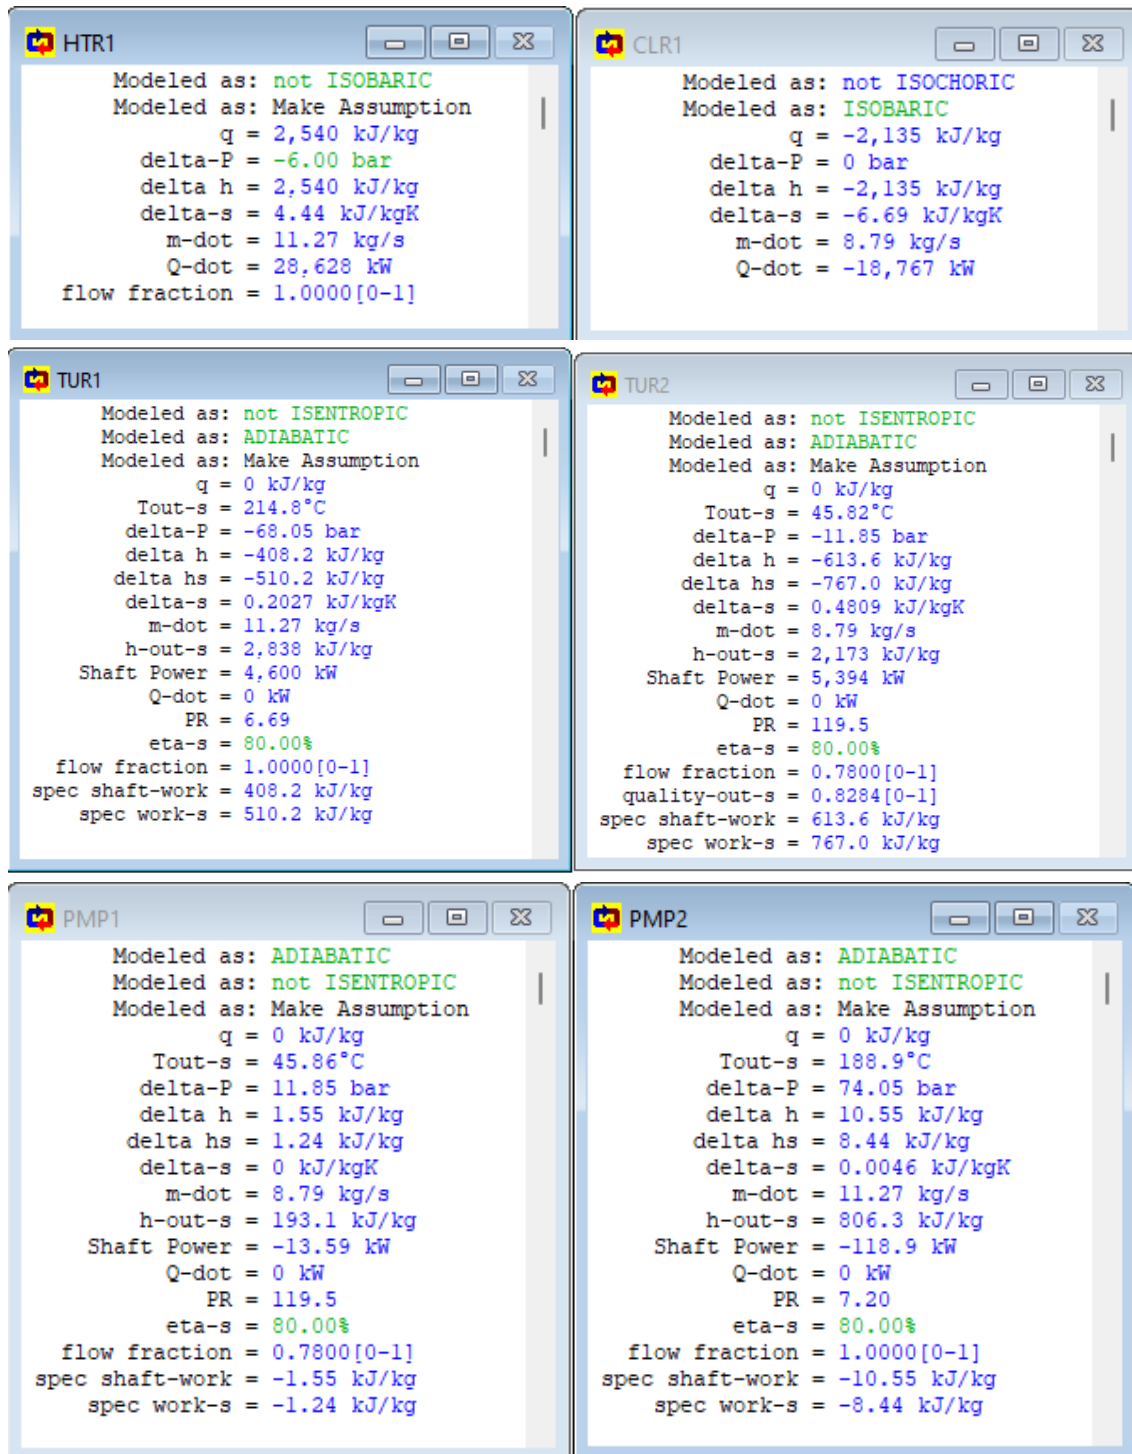 HTR1
Modeled as: not ISOBARIC
Modeled as: Make Assumption
q = 2,540 kJ/kg
delta-P = -6.00 bar
delta h = 2,540 kJ/kg
delta-s = 4.44 kJ/kgK
m-dot = 11.27 kg/s
Q-dot = 28,628 kW
flow fraction = 1.0000[0-1]
CLR1
Modeled as: not ISOCHORIC
Modeled as: ISOBARIC
q = -2,135 kJ/kg
delta-P = 0 bar
delta h = -2,135 kJ/kg
delta-s = -6.69 kJ/kgK
m-dot = 8.79 kg/s
Q-dot = -18,767 kW
TUR1
Modeled as: not ISENTROPIC
Modeled as: ADIABATIC
Modeled as: Make Assumption
q = 0 kJ/kg
Tout-s = 214.8°C
delta-P = -68.05 bar
delta h = -408.2 kJ/kg
delta hs = -510.2 kJ/kg
delta-s = 0.2027 kJ/kgK
m-dot = 11.27 kg/s
h-out-s = 2,838 kJ/kg
Shaft Power = 4,600 kW
Q-dot = 0 kW
PR = 6.69
eta-s = 80.00%
flow fraction = 1.0000[0-1]
spec shaft-work = 408.2 kJ/kg
spec work-s = 510.2 kJ/kg
TUR2
Modeled as: not ISENTROPIC
Modeled as: ADIABATIC
Modeled as: Make Assumption
q = 0 kJ/kg
Tout-s = 45.82°C
delta-P = -11.85 bar
delta h = -613.6 kJ/kg
delta hs = -767.0 kJ/kg
delta-s = 0.4809 kJ/kgK
m-dot = 8.79 kg/s
h-out-s = 2,173 kJ/kg
Shaft Power = 5,394 kW
Q-dot = 0 kW
PR = 119.5
eta-s = 80.00%
flow fraction = 0.7800[0-1]
quality-out-s = 0.8284[0-1]
spec shaft-work = 613.6 kJ/kg
spec work-s = 767.0 kJ/kg
PMP1
Modeled as: ADIABATIC
Modeled as: not ISENTROPIC
Modeled as: Make Assumption
q = 0 kJ/kg
Tout-s = 45.86°C
delta-P = 11.85 bar
delta h = 1.55 kJ/kg
delta hs = 1.24 kJ/kg
delta-s = 0 kJ/kgK
m-dot = 8.79 kg/s
h-out-s = 193.1 kJ/kg
Shaft Power = -13.59 kW
Q-dot = 0 kW
PR = 119.5
eta-s = 80.00%
flow fraction = 0.7800[0-1]
spec shaft-work = -1.55 kJ/kg
spec work-s = -1.24 kJ/kg
PMP2
Modeled as: ADIABATIC
Modeled as: not ISENTROPIC
Modeled as: Make Assumption
q = 0 kJ/kg
Tout-s = 188.9°C
delta-P = 74.05 bar
delta h = 10.55 kJ/kg
delta hs = 8.44 kJ/kg
delta-s = 0.0046 kJ/kgK
m-dot = 11.27 kg/s
h-out-s = 806.3 kJ/kg
Shaft Power = -118.9 kW
Q-dot = 0 kW
PR = 7.20
eta-s = 80.00%
flow fraction = 1.0000[0-1]
spec shaft-work = -10.55 kJ/kg
spec work-s = -8.44 kJ/kg